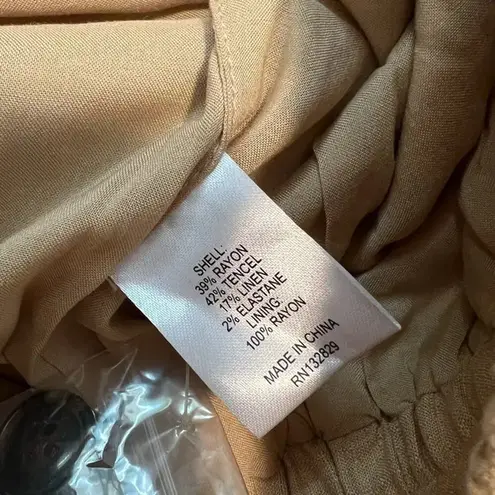 SHELL:
39% RAYON
42% TENCEL
17% LINEN
2% ELASTANE
LINING:
100% RAYON
MADE IN CHINA
RN132829